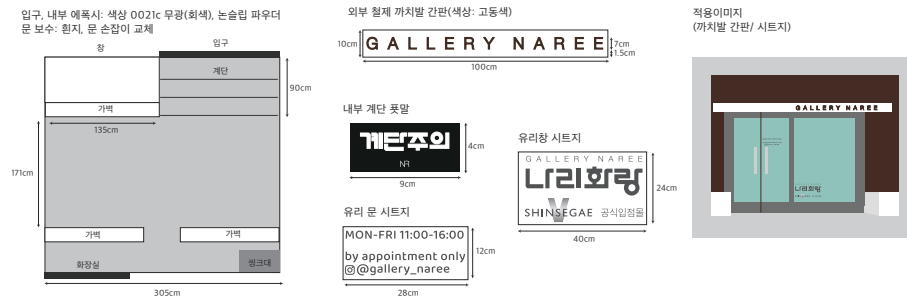 입구, 내부 에폭시: 색상 0021c 무광(회색), 논슬립 파우더
문 보수: 흰지, 문 손잡이 교체
창
입구
계단
90cm
가벽
135cm
171cm
가벽
가벽
화장실
씽크대
305cm
외부 철제 까치발 간판(색상: 고동색)
10cm
GALLERY NAREE
7cm
1.5cm
100cm
내부 계단 푯말
계단주의
NR
4cm
9cm
유리 문 시트지
MON-FRI 11:00-16:00
by appointment only
@gallery_naree
12cm
28cm
유리창 시트지
GALLERY NAREE
나리화랑
V
SHINSEGAE 공식입점몰
24cm
40cm
적용이미지
(까치발 간판/ 시트지)
GALLERY NAREE
나리화랑